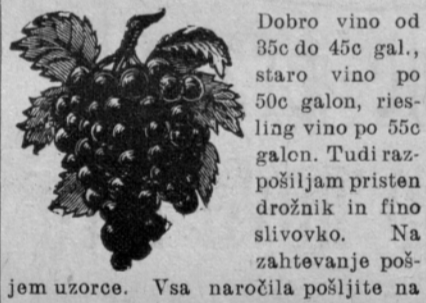 Dobro vino od
35c do 45c gal.,
staro vino po
50c galon, ries-
ling vino po 55c
galon. Tudi raz-
pošiljam pristen
drožnik in fino
slivovko. Na
zahtevanje poš-
jem uzorce. Vsa naročila pošljite na